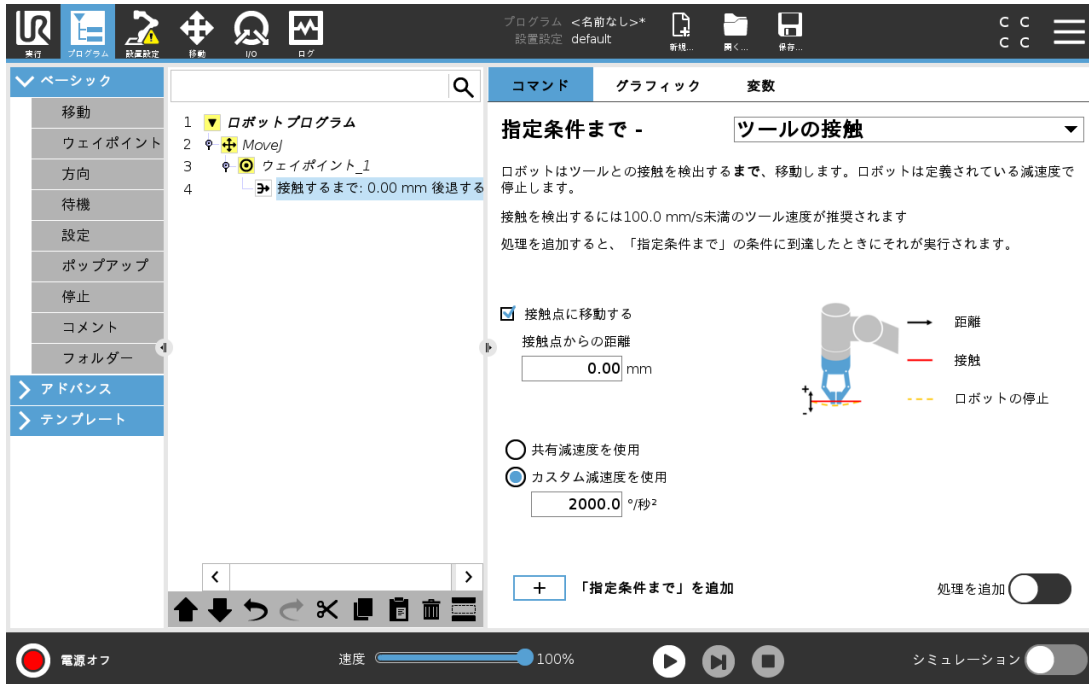 UR
実行
プログラム
設置設定
移動
I/O
ログ
プログラム <名前なし>*
設置設定 default
新規...
開く...
保存...
C C
C C
ベーシック
移動
ウェイポイント
方向
待機
設定
ポップアップ
停止
コメント
フォルダー
アドバンス
テンプレート
1 ロボットプログラム
2 MoveJ
3 ウェイポイント_1
4 接触するまで: 0.00 mm 後退する
コマンド グラフィック 変数
指定条件まで - ツールの接触
ロボットはツールとの接触を検出するまで、移動します。ロボットは定義されている減速度で
停止します。
接触を検出するには100.0 mm/s未満のツール速度が推奨されます
処理を追加すると、「指定条件まで」の条件に到達したときにそれが実行されます。
接触点に移動する
接触点からの距離
0.00 mm
距離
接触
ロボットの停止
+
-
共有減速度を使用
カスタム減速度を使用
2000.0 °/秒²
+ 「指定条件まで」を追加
処理を追加
電源オフ
速度 100%
シミュレーション